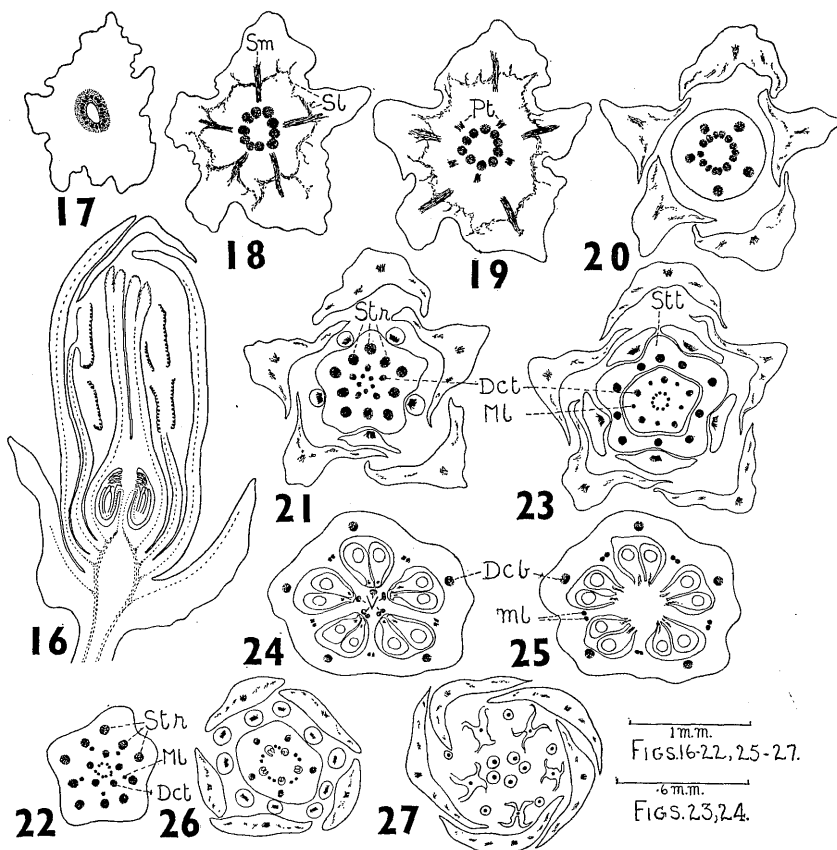 Sm
Sl
Pt
17
18
19
20
Str
Stt
Dct
Ml
16
21
23
Dcb
Ml
24
25
Str
Ml
Dct
22
26
27
1 m.m.
FIGS.16-22, 25-27.
.6 m.m.
FIGS. 23, 24.